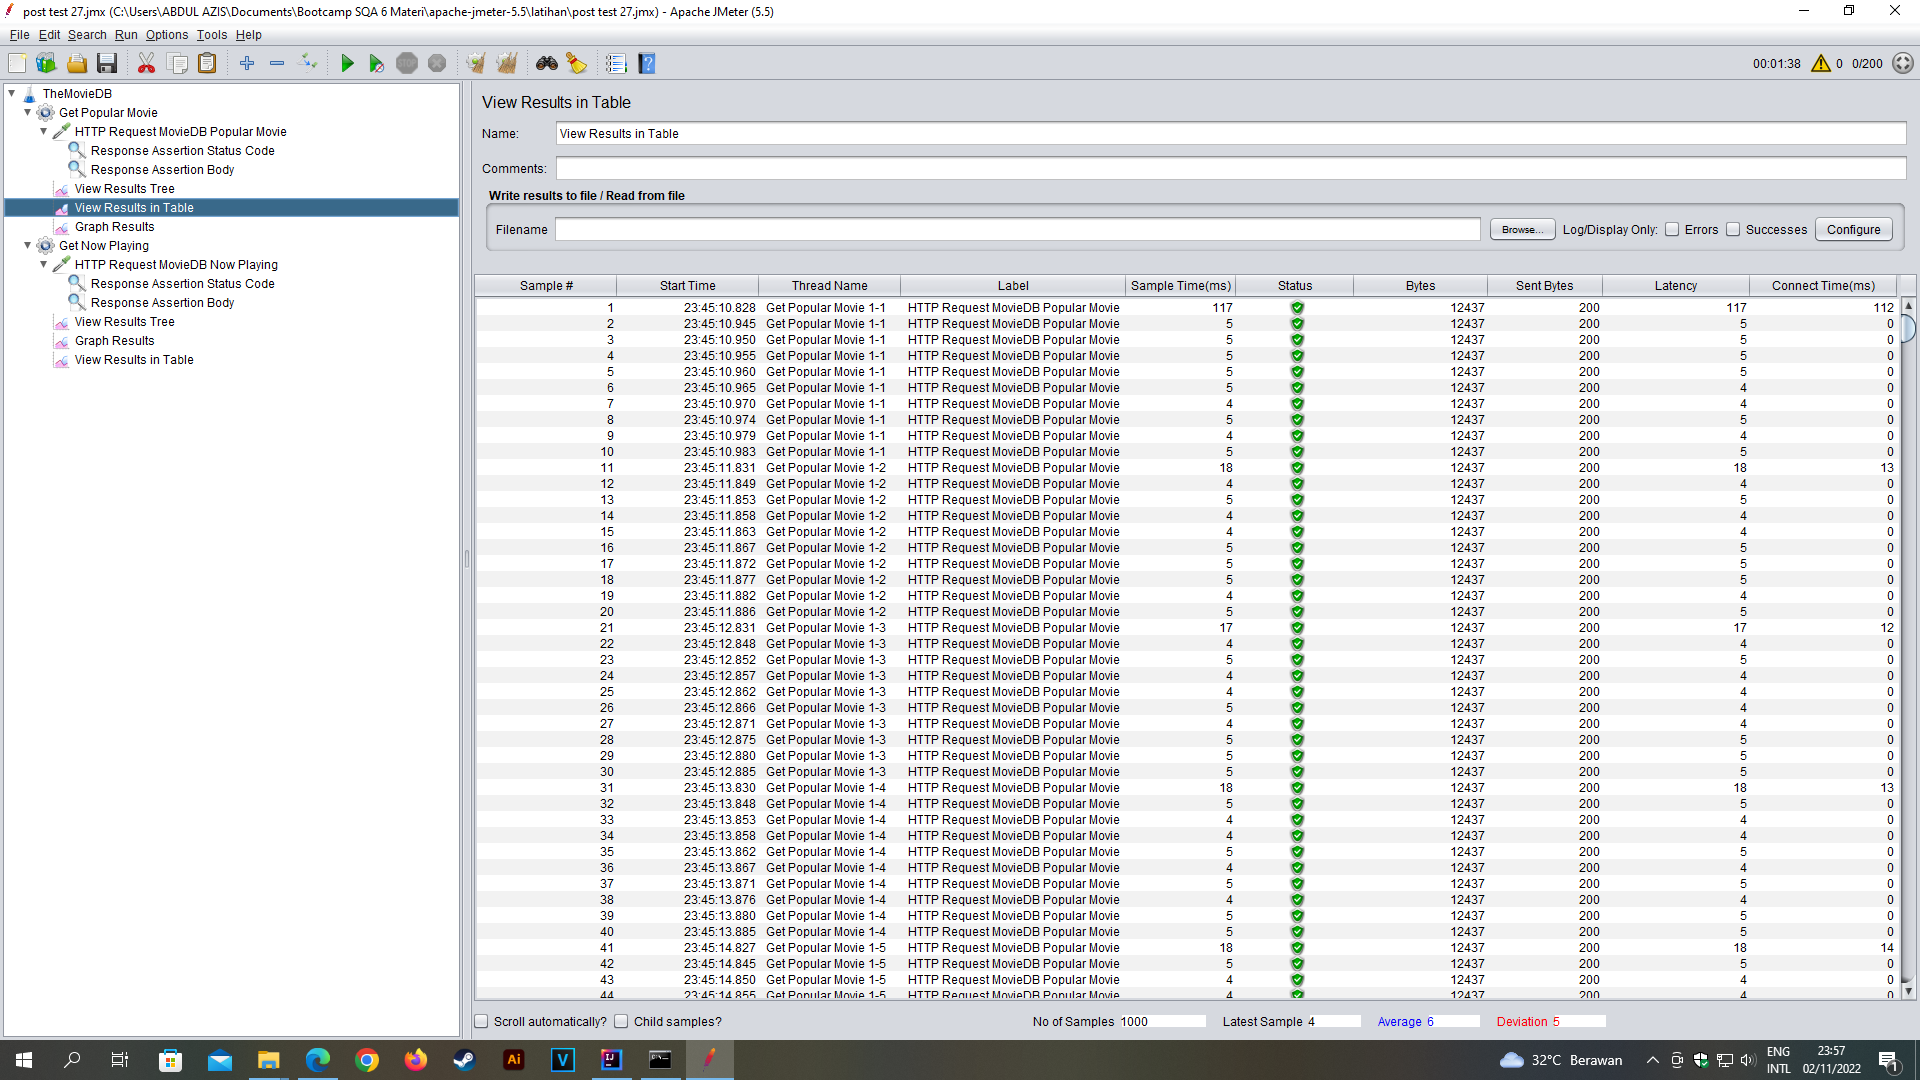 post test 27.jmx (C:\Users\ABDUL AZIS\Documents\Bootcamp SQA 6 Materi\apache-jmeter-5.5\latihan\post test 27.jmx) - Apache JMeter (5.5)
File Edit Search Run Options Tools Help
00:01:38 0 0/200
TheMovieDB
Get Popular Movie
HTTP Request MovieDB Popular Movie
Response Assertion Status Code
Response Assertion Body
View Results Tree
View Results in Table
Graph Results
Get Now Playing
HTTP Request MovieDB Now Playing
Response Assertion Status Code
Response Assertion Body
View Results Tree
Graph Results
View Results in Table
View Results in Table
Name: View Results in Table
Comments:
Write results to file / Read from file
Filename Browse... Log/Display Only: Errors Successes Configure
Sample # Start Time Thread Name Label Sample Time(ms) Status Bytes Sent Bytes Latency Connect Time(ms)
1 23:45:10.828 Get Popular Movie 1-1 HTTP Request MovieDB Popular Movie 117 12437 200 117 112
2 23:45:10.945 Get Popular Movie 1-1 HTTP Request MovieDB Popular Movie 5 12437 200 5 0
3 23:45:10.950 Get Popular Movie 1-1 HTTP Request MovieDB Popular Movie 5 12437 200 5 0
4 23:45:10.955 Get Popular Movie 1-1 HTTP Request MovieDB Popular Movie 5 12437 200 5 0
5 23:45:10.960 Get Popular Movie 1-1 HTTP Request MovieDB Popular Movie 5 12437 200 5 0
6 23:45:10.965 Get Popular Movie 1-1 HTTP Request MovieDB Popular Movie 5 12437 200 4 0
7 23:45:10.970 Get Popular Movie 1-1 HTTP Request MovieDB Popular Movie 4 12437 200 4 0
8 23:45:10.974 Get Popular Movie 1-1 HTTP Request MovieDB Popular Movie 5 12437 200 5 0
9 23:45:10.979 Get Popular Movie 1-1 HTTP Request MovieDB Popular Movie 4 12437 200 4 0
10 23:45:10.983 Get Popular Movie 1-1 HTTP Request MovieDB Popular Movie 5 12437 200 5 0
11 23:45:11.831 Get Popular Movie 1-2 HTTP Request MovieDB Popular Movie 18 12437 200 18 13
12 23:45:11.849 Get Popular Movie 1-2 HTTP Request MovieDB Popular Movie 4 12437 200 4 0
13 23:45:11.853 Get Popular Movie 1-2 HTTP Request MovieDB Popular Movie 5 12437 200 5 0
14 23:45:11.858 Get Popular Movie 1-2 HTTP Request MovieDB Popular Movie 4 12437 200 4 0
15 23:45:11.863 Get Popular Movie 1-2 HTTP Request MovieDB Popular Movie 4 12437 200 4 0
16 23:45:11.867 Get Popular Movie 1-2 HTTP Request MovieDB Popular Movie 5 12437 200 5 0
17 23:45:11.872 Get Popular Movie 1-2 HTTP Request MovieDB Popular Movie 5 12437 200 5 0
18 23:45:11.877 Get Popular Movie 1-2 HTTP Request MovieDB Popular Movie 5 12437 200 5 0
19 23:45:11.882 Get Popular Movie 1-2 HTTP Request MovieDB Popular Movie 4 12437 200 4 0
20 23:45:11.886 Get Popular Movie 1-2 HTTP Request MovieDB Popular Movie 5 12437 200 5 0
21 23:45:12.831 Get Popular Movie 1-3 HTTP Request MovieDB Popular Movie 17 12437 200 17 12
22 23:45:12.848 Get Popular Movie 1-3 HTTP Request MovieDB Popular Movie 4 12437 200 4 0
23 23:45:12.852 Get Popular Movie 1-3 HTTP Request MovieDB Popular Movie 5 12437 200 5 0
24 23:45:12.857 Get Popular Movie 1-3 HTTP Request MovieDB Popular Movie 4 12437 200 4 0
25 23:45:12.862 Get Popular Movie 1-3 HTTP Request MovieDB Popular Movie 4 12437 200 4 0
26 23:45:12.866 Get Popular Movie 1-3 HTTP Request MovieDB Popular Movie 5 12437 200 4 0
27 23:45:12.871 Get Popular Movie 1-3 HTTP Request MovieDB Popular Movie 4 12437 200 4 0
28 23:45:12.875 Get Popular Movie 1-3 HTTP Request MovieDB Popular Movie 5 12437 200 5 0
29 23:45:12.880 Get Popular Movie 1-3 HTTP Request MovieDB Popular Movie 5 12437 200 5 0
30 23:45:12.885 Get Popular Movie 1-3 HTTP Request MovieDB Popular Movie 5 12437 200 5 0
31 23:45:13.830 Get Popular Movie 1-4 HTTP Request MovieDB Popular Movie 18 12437 200 18 13
32 23:45:13.848 Get Popular Movie 1-4 HTTP Request MovieDB Popular Movie 5 12437 200 5 0
33 23:45:13.853 Get Popular Movie 1-4 HTTP Request MovieDB Popular Movie 4 12437 200 4 0
34 23:45:13.858 Get Popular Movie 1-4 HTTP Request MovieDB Popular Movie 4 12437 200 4 0
35 23:45:13.862 Get Popular Movie 1-4 HTTP Request MovieDB Popular Movie 5 12437 200 5 0
36 23:45:13.867 Get Popular Movie 1-4 HTTP Request MovieDB Popular Movie 4 12437 200 4 0
37 23:45:13.871 Get Popular Movie 1-4 HTTP Request MovieDB Popular Movie 5 12437 200 5 0
38 23:45:13.876 Get Popular Movie 1-4 HTTP Request MovieDB Popular Movie 4 12437 200 4 0
39 23:45:13.880 Get Popular Movie 1-4 HTTP Request MovieDB Popular Movie 5 12437 200 5 0
40 23:45:13.885 Get Popular Movie 1-4 HTTP Request MovieDB Popular Movie 5 12437 200 5 0
41 23:45:14.827 Get Popular Movie 1-5 HTTP Request MovieDB Popular Movie 18 12437 200 18 14
42 23:45:14.845 Get Popular Movie 1-5 HTTP Request MovieDB Popular Movie 5 12437 200 5 0
43 23:45:14.850 Get Popular Movie 1-5 HTTP Request MovieDB Popular Movie 4 12437 200 4 0
44 23:45:14.855 Get Popular Movie 1-5 HTTP Request MovieDB Popular Movie 4 12437 200 4 0
Scroll automatically? Child samples? No of Samples 1000 Latest Sample 4 Average 6 Deviation 5
32°C Berawan ENG 23:57
INTL 02/11/2022 1